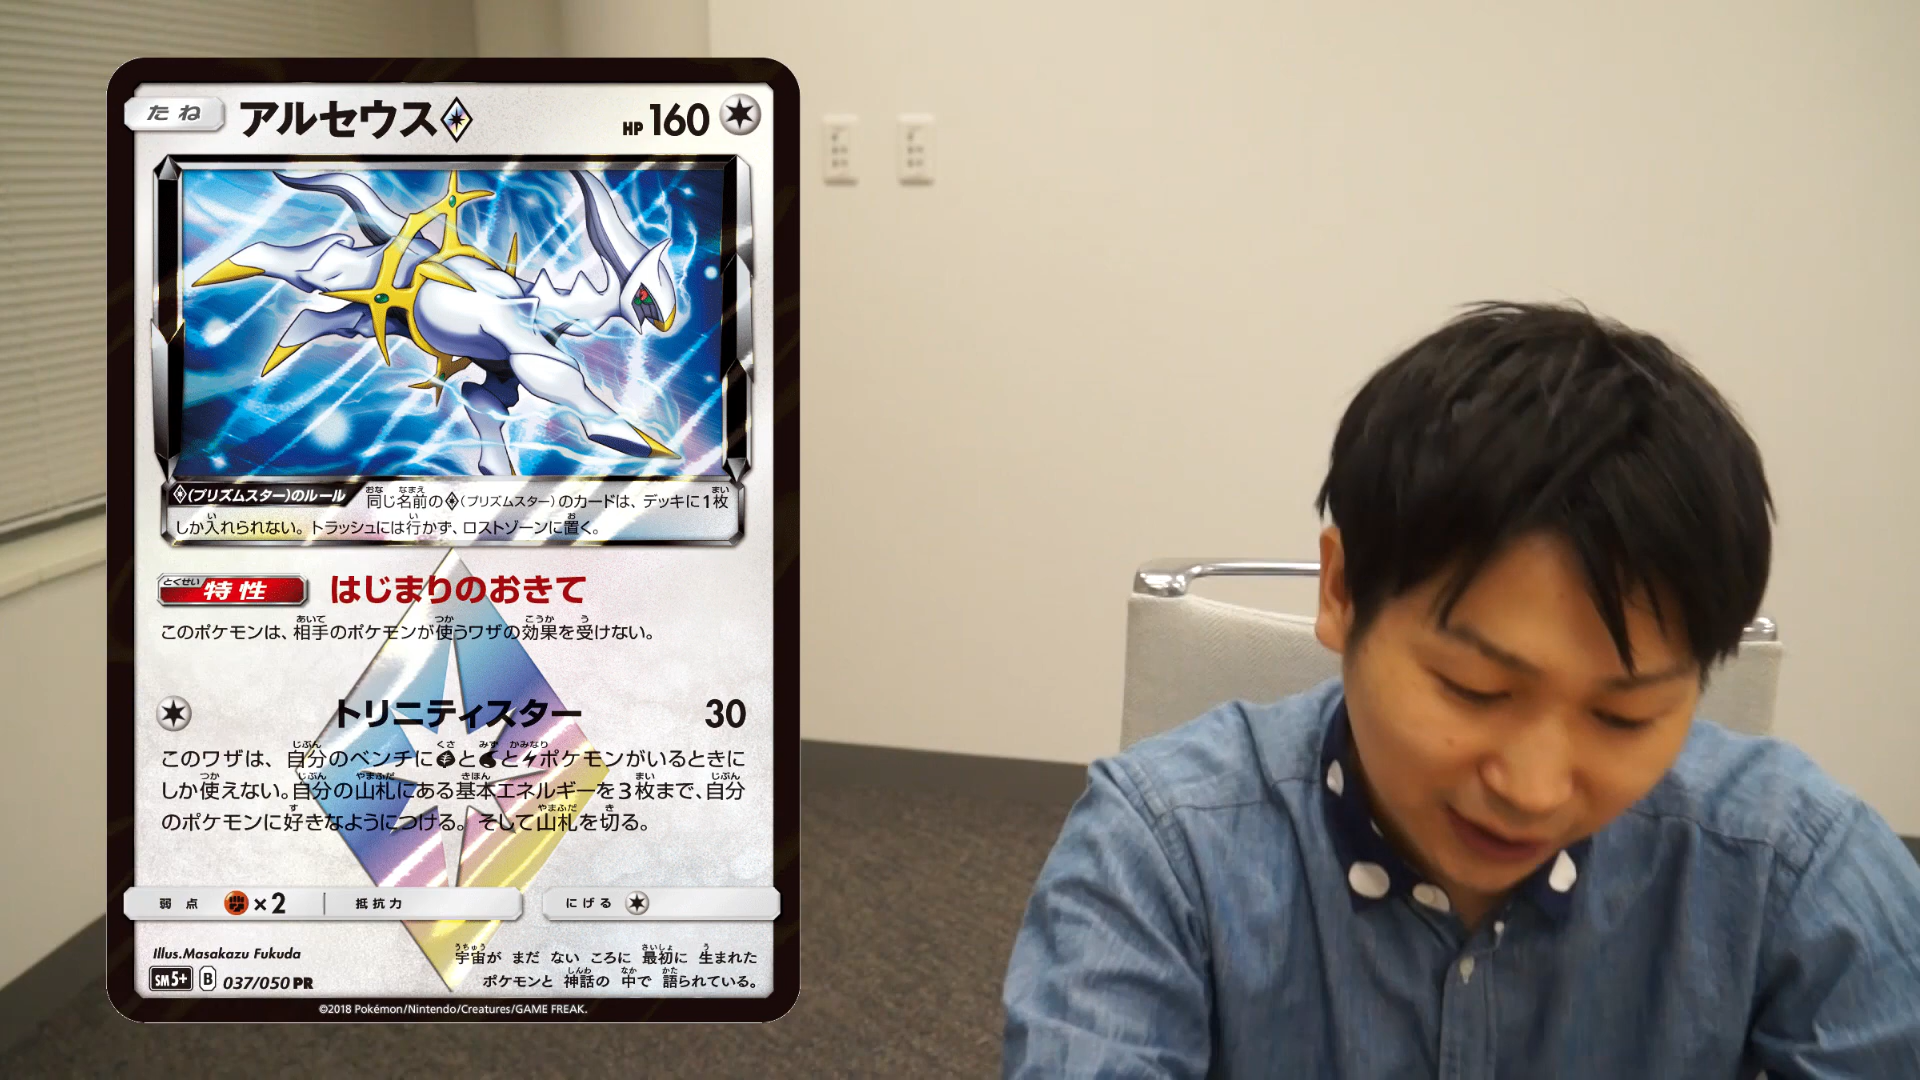 たね アルセウス HP 160
(プリズムスター)のルール 同じ名前の(プリズムスター)のカードは、デッキに1枚
しか入れられない。トラッシュには行かず、ロストゾーンに置く。
とくせい 特性 はじまりのおきて
このポケモンは、相手のポケモンが使うワザの効果を受けない。
トリニティスター 30
このワザは、自分のベンチにとととポケモンがいるときに
しか使えない。自分の山札にある基本エネルギーを3枚まで、自分
のポケモンに好きなようにつける。そして山札を切る。
弱点 ×2 抵抗力 にげる
Illus.Masakazu Fukuda
SM5+ B 037/050 PR
宇宙が まだ ない ころに 最初に 生まれた
ポケモンと 神話の 中で 語られている。
©2018 Pokémon/Nintendo/Creatures/GAME FREAK.